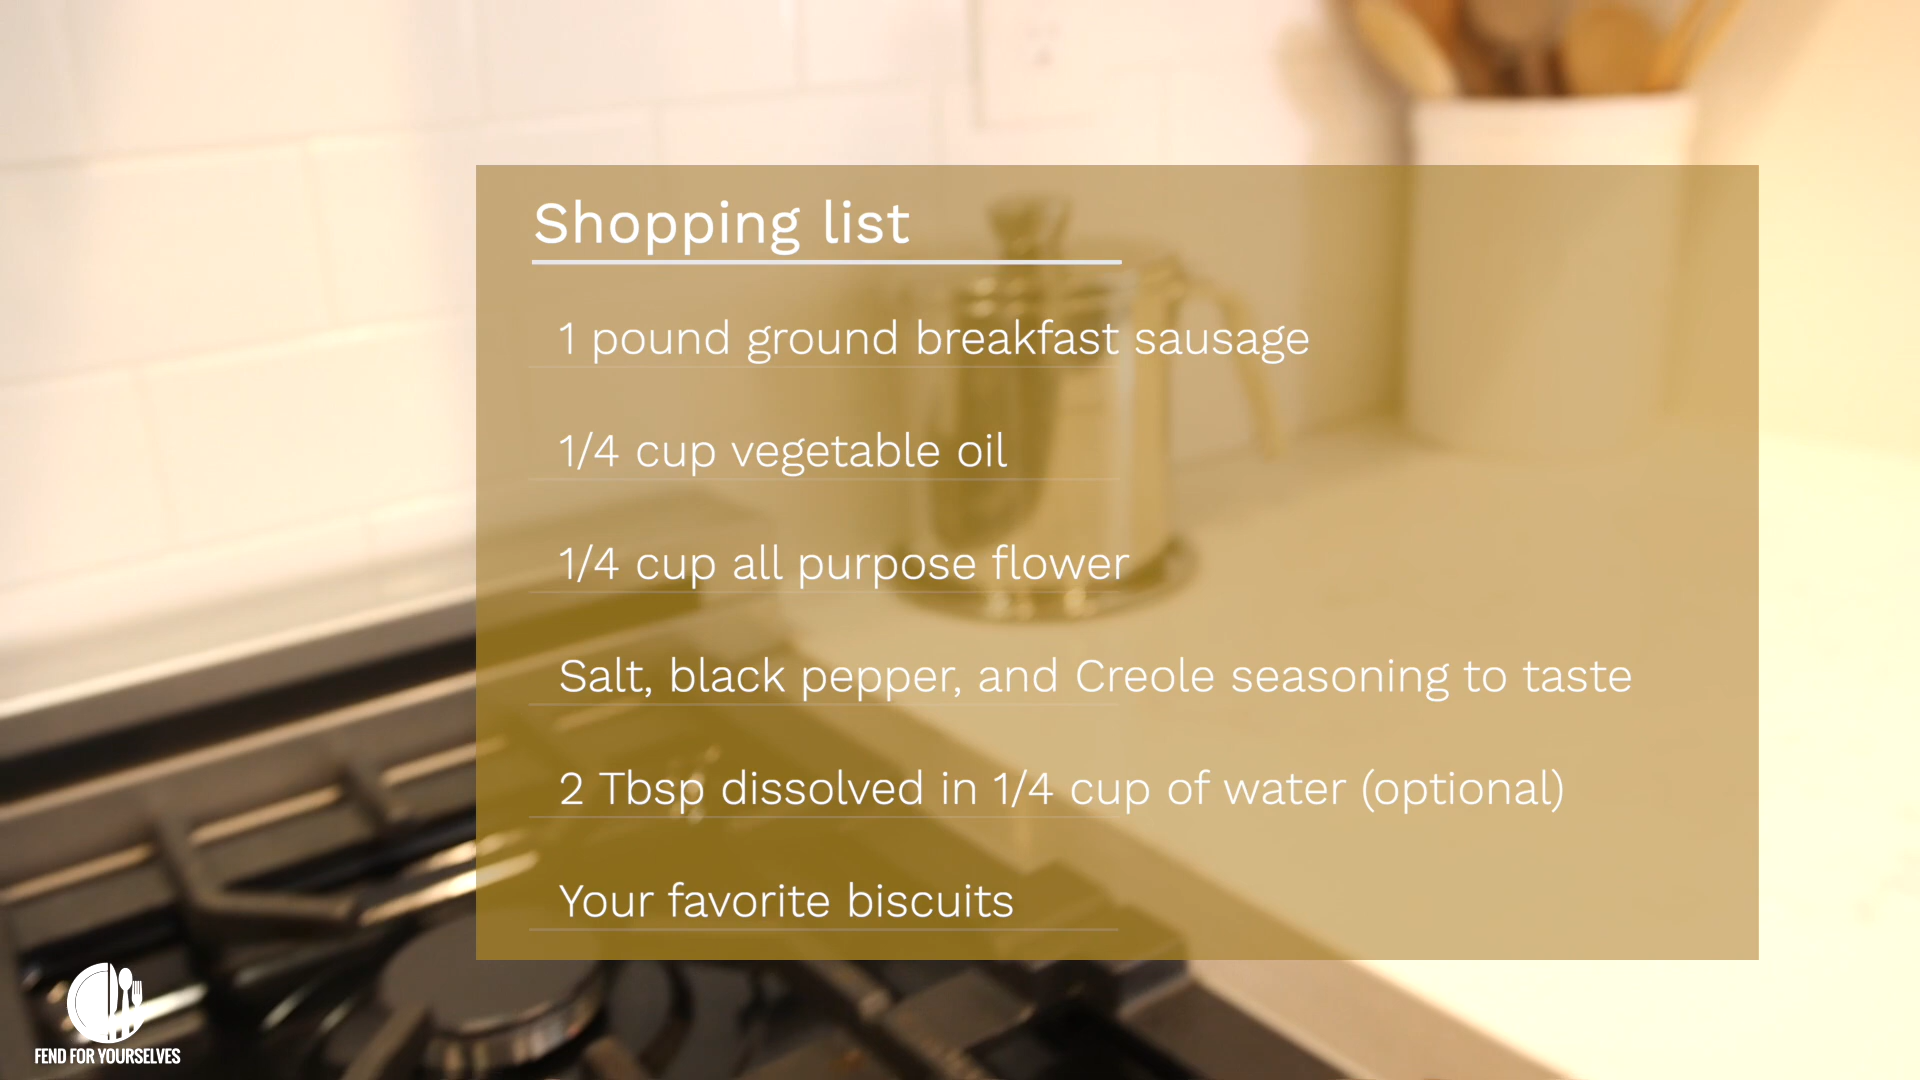 Shopping list
1 pound ground breakfast sausage
1/4 cup vegetable oil
1/4 cup all purpose flower
Salt, black pepper, and Creole seasoning to taste
2 Tbsp dissolved in 1/4 cup of water (optional)
Your favorite biscuits
FEND FOR YOURSELVES